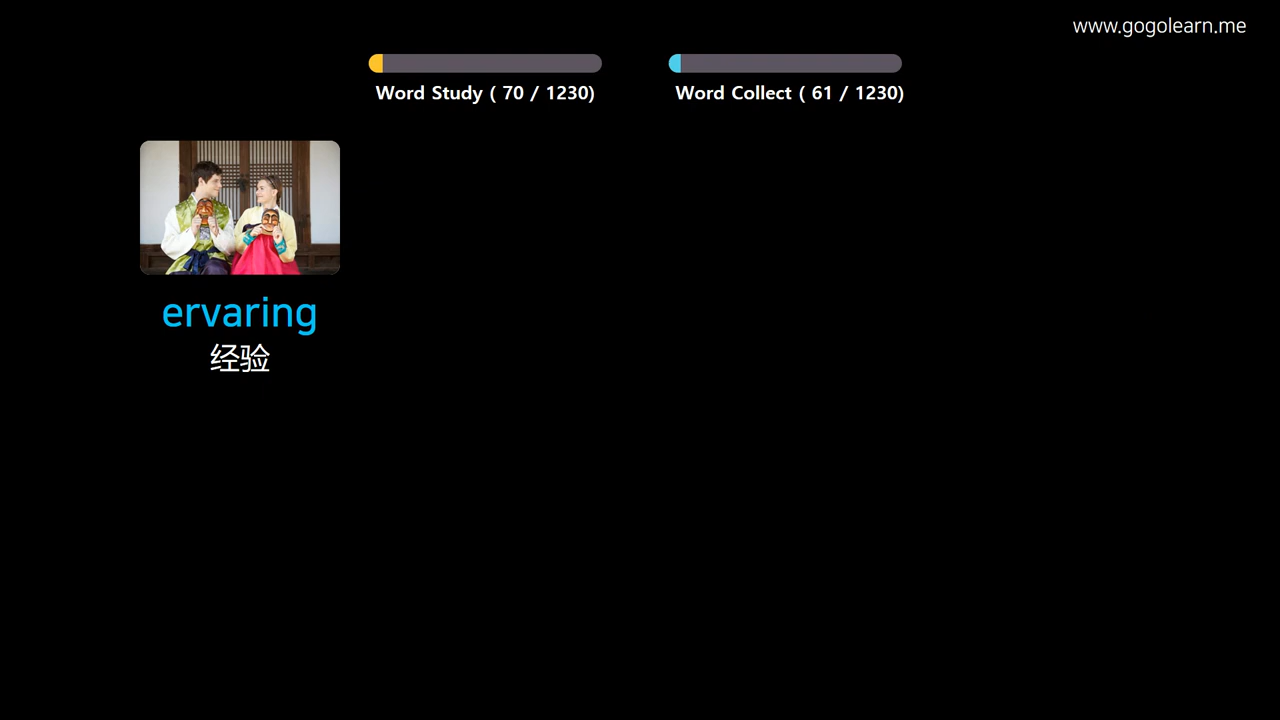 www.gogolearn.me
Word Study ( 70 / 1230)
Word Collect ( 61 / 1230)
ervaring
经验